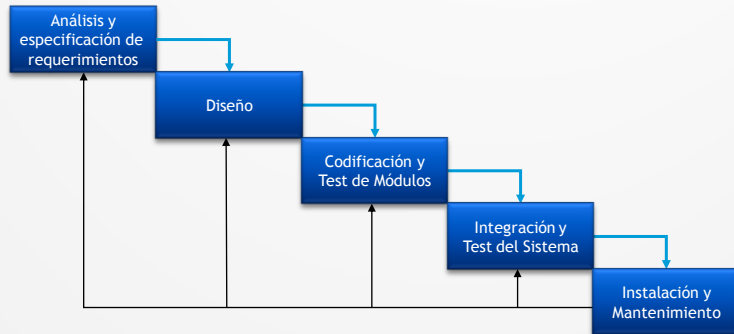 Análisis y
especificación de
requerimientos
Diseño
Codificación y
Test de Módulos
Integración y
Test del Sistema
Instalación y
Mantenimiento